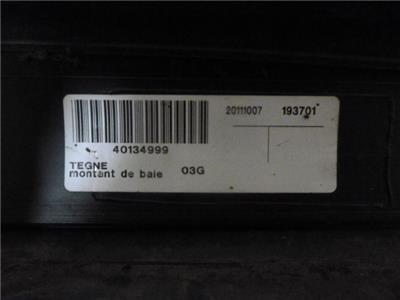 20111007 193701
40134999
TEGNE
montant de baie 03G